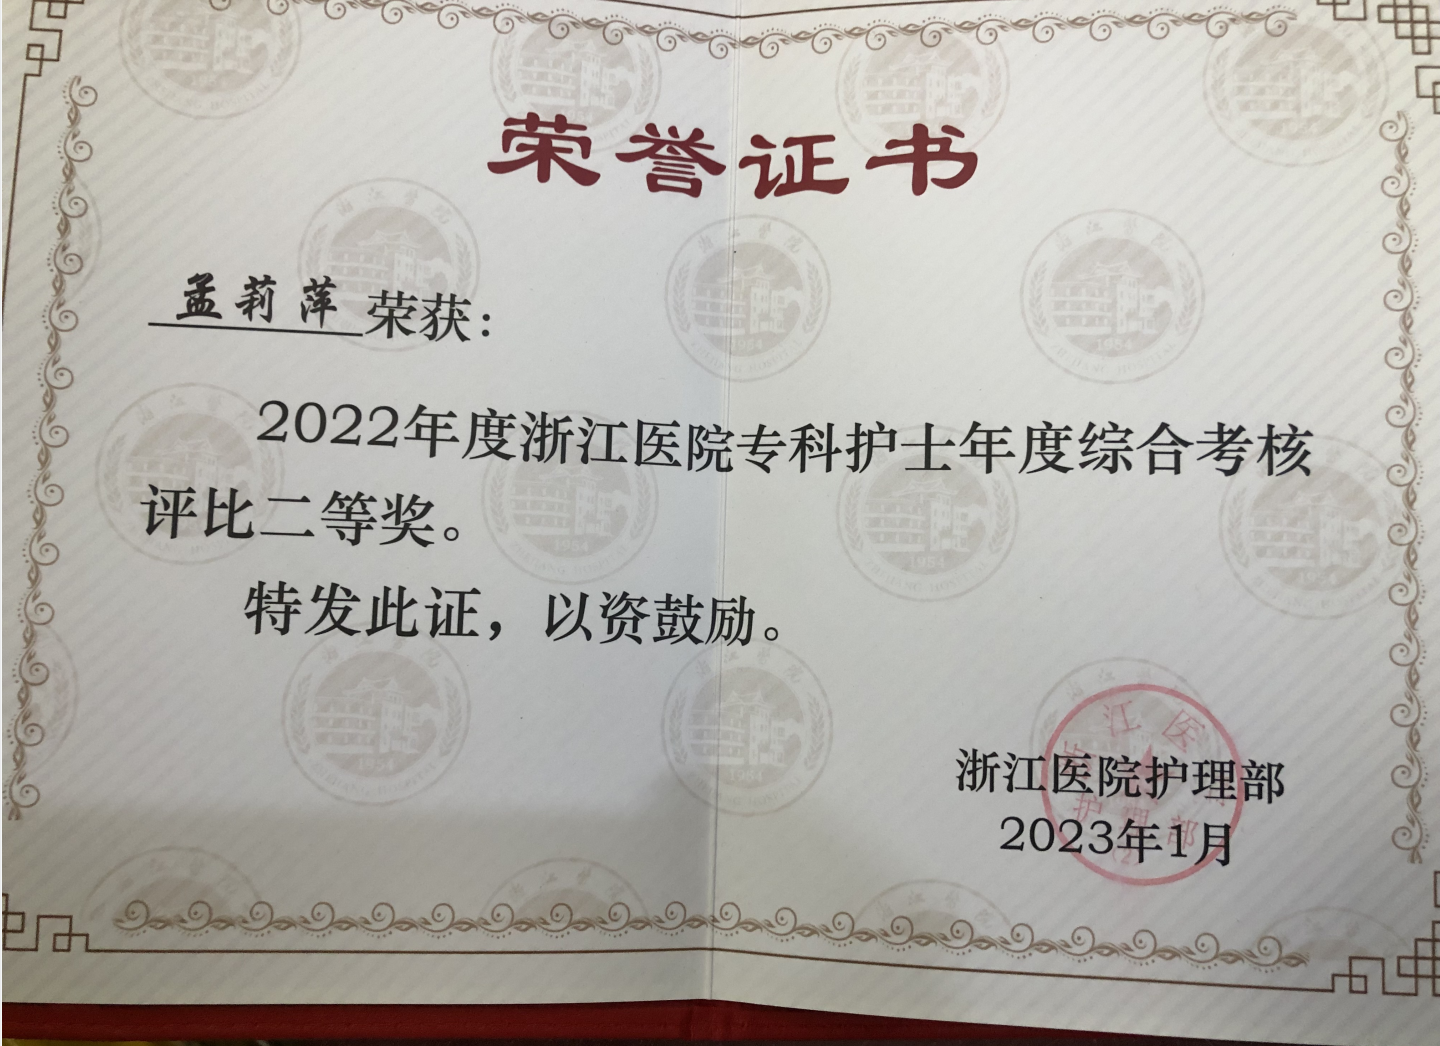 荣誉证书
孟莉萍荣获：
2022年度浙江医院专科护士年度综合考核
评比二等奖。
特发此证，以资鼓励。
浙江医院护理部
2023年1月